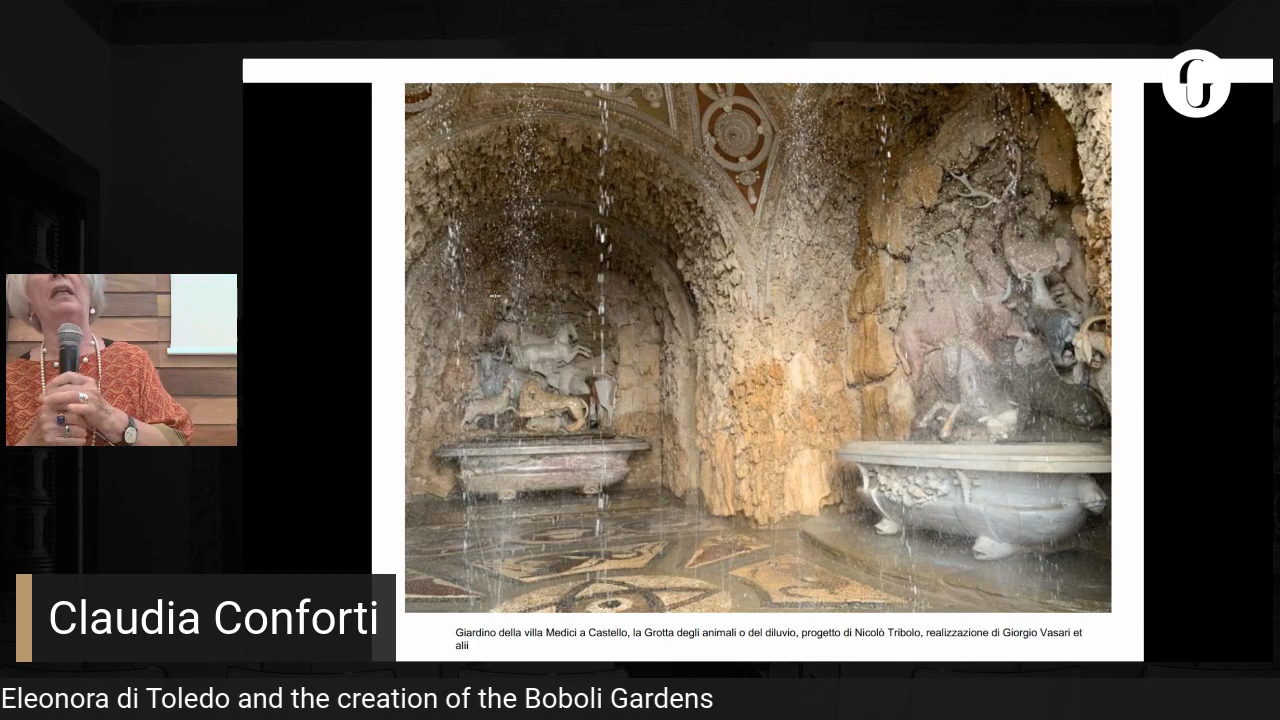 Giardino della villa Medici a Castello, la Grotta degli animali o del diluvio, progetto di Nicolò Tribolo, realizzazione di Giorgio Vasari et
alii
Claudia Conforti
Eleonora di Toledo and the creation of the Boboli Gardens